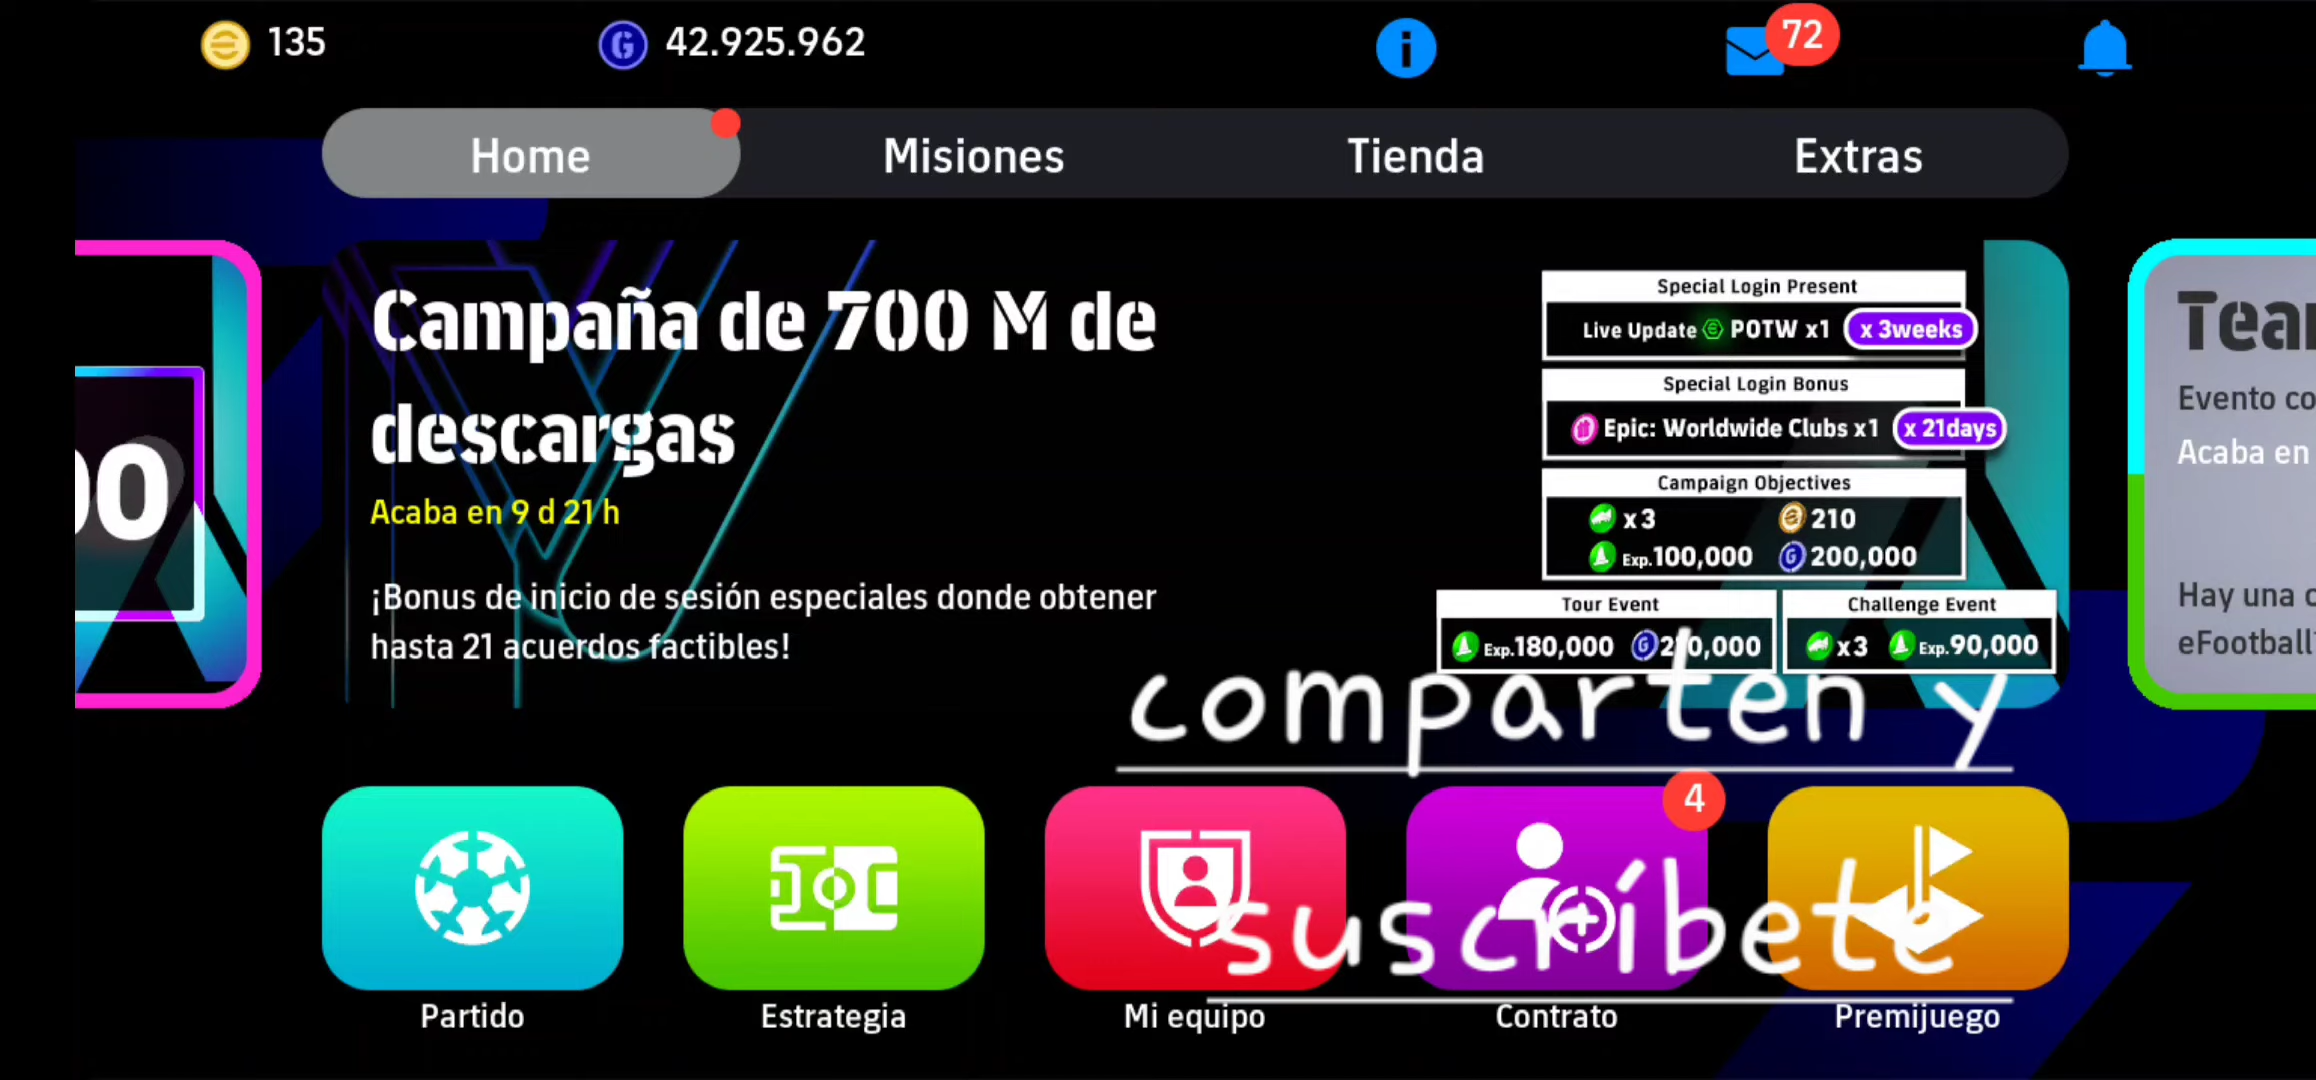 135
42.925.962
72
Home
Misiones
Tienda
Extras
Campaña de 700 M de
descargas
Acaba en 9 d 21 h
¡Bonus de inicio de sesión especiales donde obtener
hasta 21 acuerdos factibles!
Special Login Present
Live Update POTW x1 x 3weeks
Special Login Bonus
Epic: Worldwide Clubs x1 x 21days
Campaign Objectives
x3 210
Exp.100,000 200,000
Tour Event
Exp.180,000
Challenge Event
x3 Exp.90,000
Evento
Acaba en
Hay una
comparten y
suscríbete
4
Partido
Estrategia
Mi equipo
Contrato
Premijuego